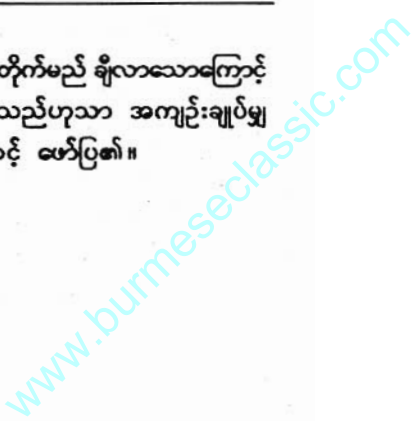 တိုက်မည် ချီလာသောကြောင့်
သည်ဟုသာ အကျဉ်းချုပ်မျှ
ဖော်ပြ၏။
www.burmeseclassic.com